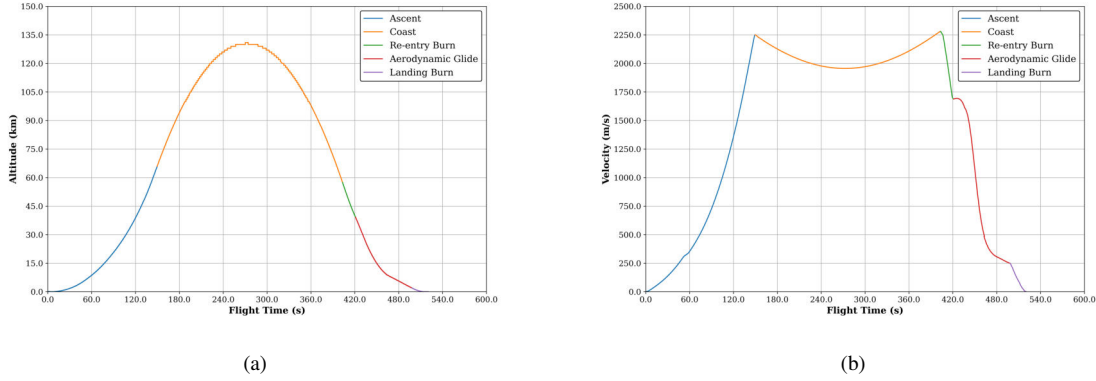 150.0
135.0
120.0
105.0
90.0
75.0
60.0
45.0
30.0
15.0
0.0
Altitude (km)
0.0 60.0 120.0 180.0 240.0 300.0 360.0 420.0 480.0 540.0 600.0
Flight Time (s)
Ascent
Coast
Re-entry Burn
Aerodynamic Glide
Landing Burn
(a)
2500.0
2250.0
2000.0
1750.0
1500.0
1250.0
1000.0
750.0
500.0
250.0
0.0
Velocity (m/s)
0.0 60.0 120.0 180.0 240.0 300.0 360.0 420.0 480.0 540.0 600.0
Flight Time (s)
Ascent
Coast
Re-entry Burn
Aerodynamic Glide
Landing Burn
(b)